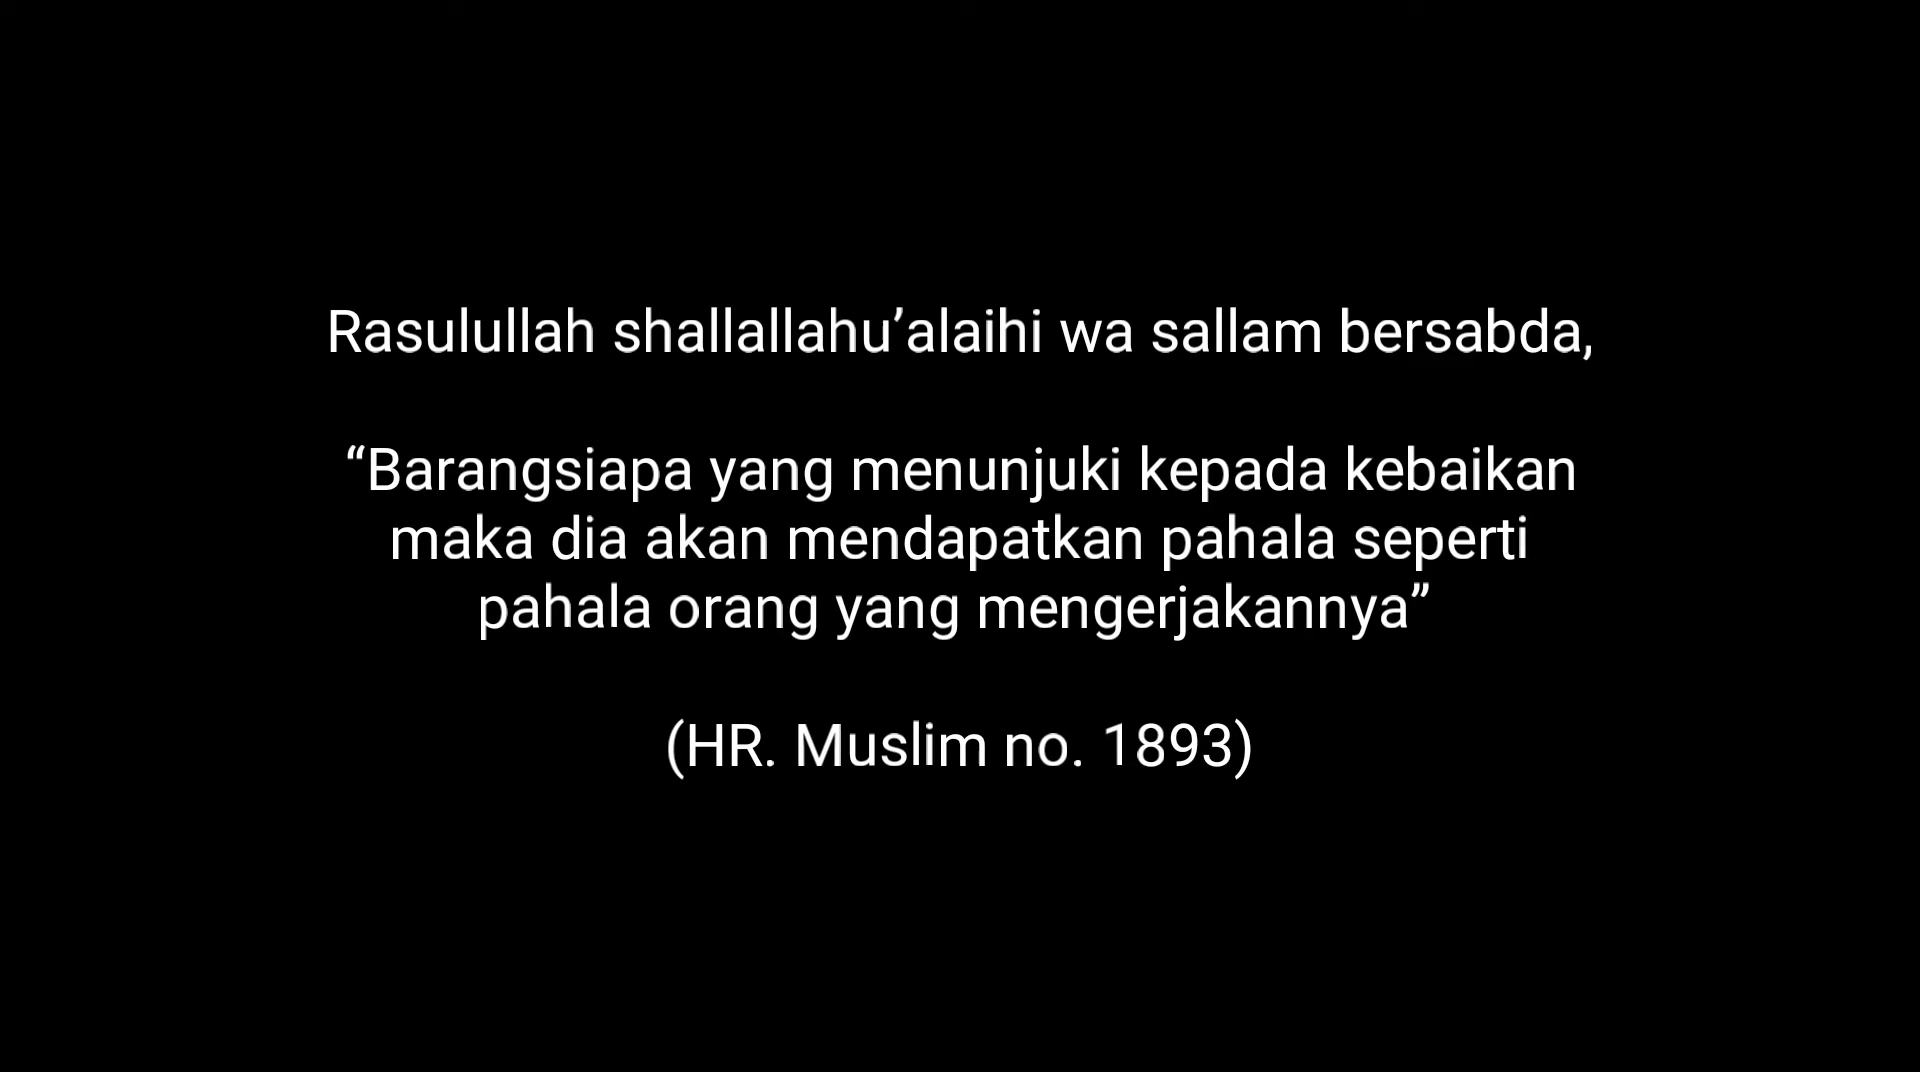 Rasulullah shallallahu’alaihi wa sallam bersabda,
“Barangsiapa yang menunjuki kepada kebaikan
maka dia akan mendapatkan pahala seperti
pahala orang yang mengerjakannya”
(HR. Muslim no. 1893)